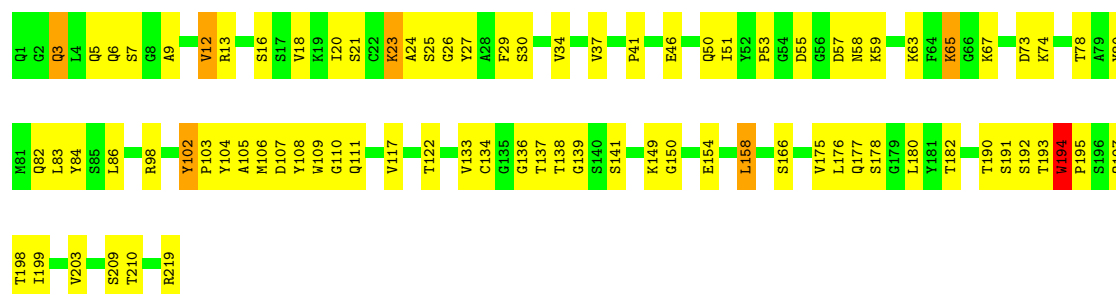 Q1 G2 Q3 L4 Q5 Q6 S7 G8 A9 V12 R13 S16 S17 V18 K19 I20 S21 C22 K23 A24 S25 G26 Y27 A28 F29 S30 V34 V37 P41 E46 Q50 I51 Y52 P53 G54 D55 G56 D57 N58 K59 K63 F64 K65 G66 K67 D73 K74 T78 A79
M81 Q82 L83 Y84 S85 L86 R98 Y102 P103 Y104 A105 M106 D107 Y108 W109 G110 Q111 V117 T122 V133 C134 G135 G136 T137 T138 G139 S140 S141 K149 G150 E154 L158 S166 V175 L176 Q177 S178 G179 L180 Y181 T182 T190 S191 S192 T193 W194 P195 S196
T198 I199 V203 S209 T210 R219